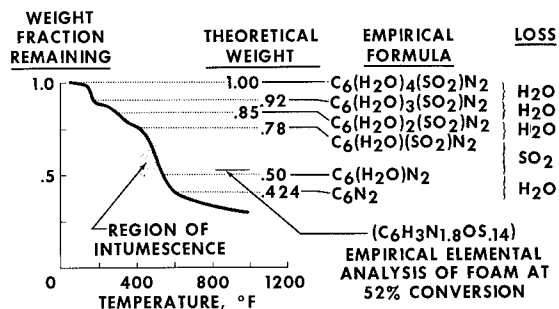 WEIGHT
FRACTION
REMAINING
THEORETICAL
WEIGHT
EMPIRICAL
FORMULA
LOSS
1.0
1.00 C6(H2O)4(SO2)N2
.92 C6(H2O)3(SO2)N2
.85 C6(H2O)2(SO2)N2
.78 C6(H2O)(SO2)N2
H2O
H2O
H2O
SO2
H2O
.5
.50 C6(H2O)N2
.424 C6N2
REGION OF
INTUMESCENCE
(C6H3N1.8OS.14)
EMPIRICAL ELEMENTAL
ANALYSIS OF FOAM AT
52% CONVERSION
0 400 800 1200
TEMPERATURE, °F